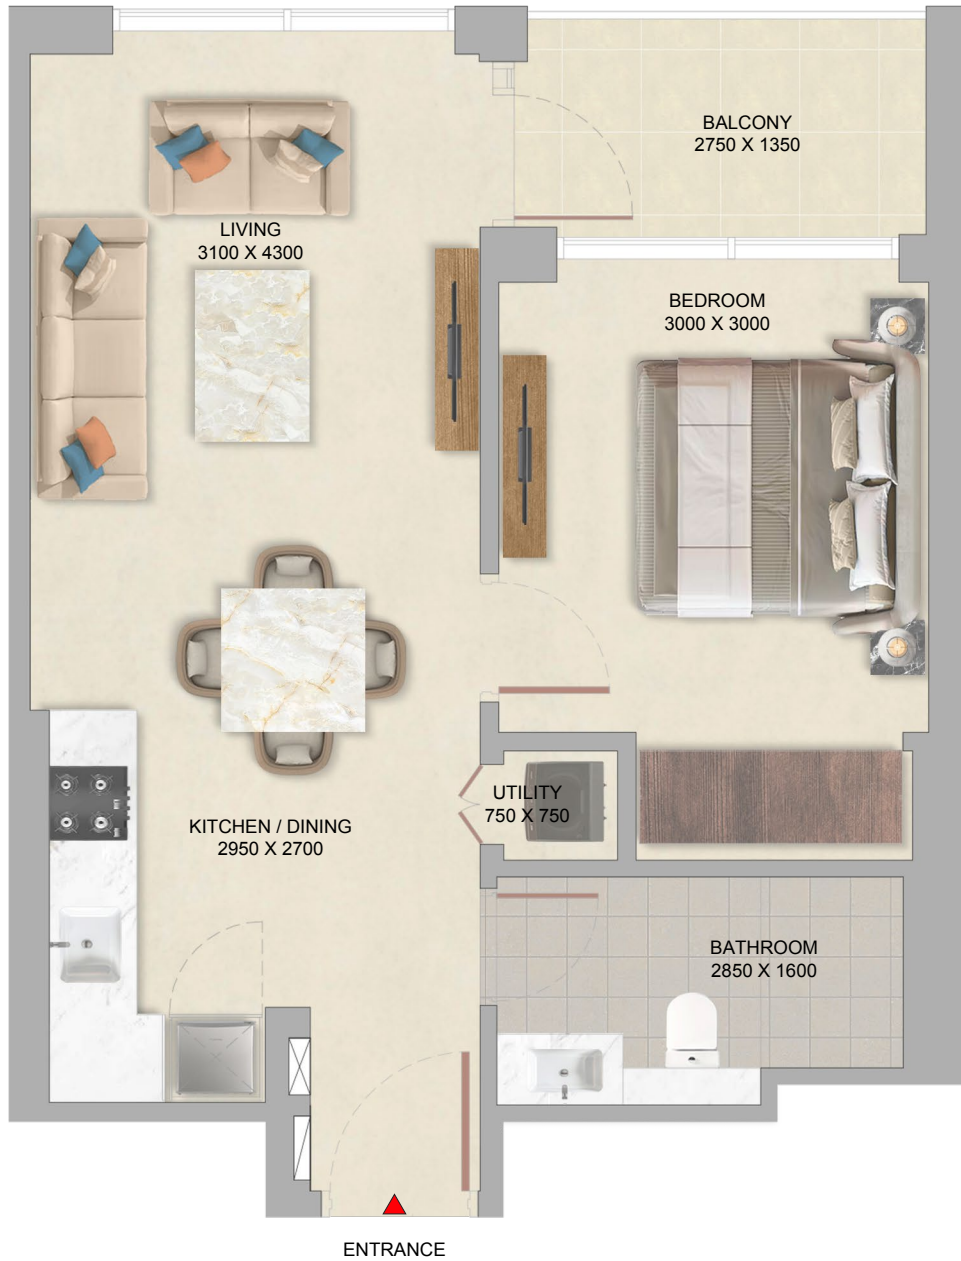 BALCONY
2750 X 1350
LIVING
3100 X 4300
BEDROOM
3000 X 3000
UTILITY
750 X 750
KITCHEN / DINING
2950 X 2700
BATHROOM
2850 X 1600
ENTRANCE